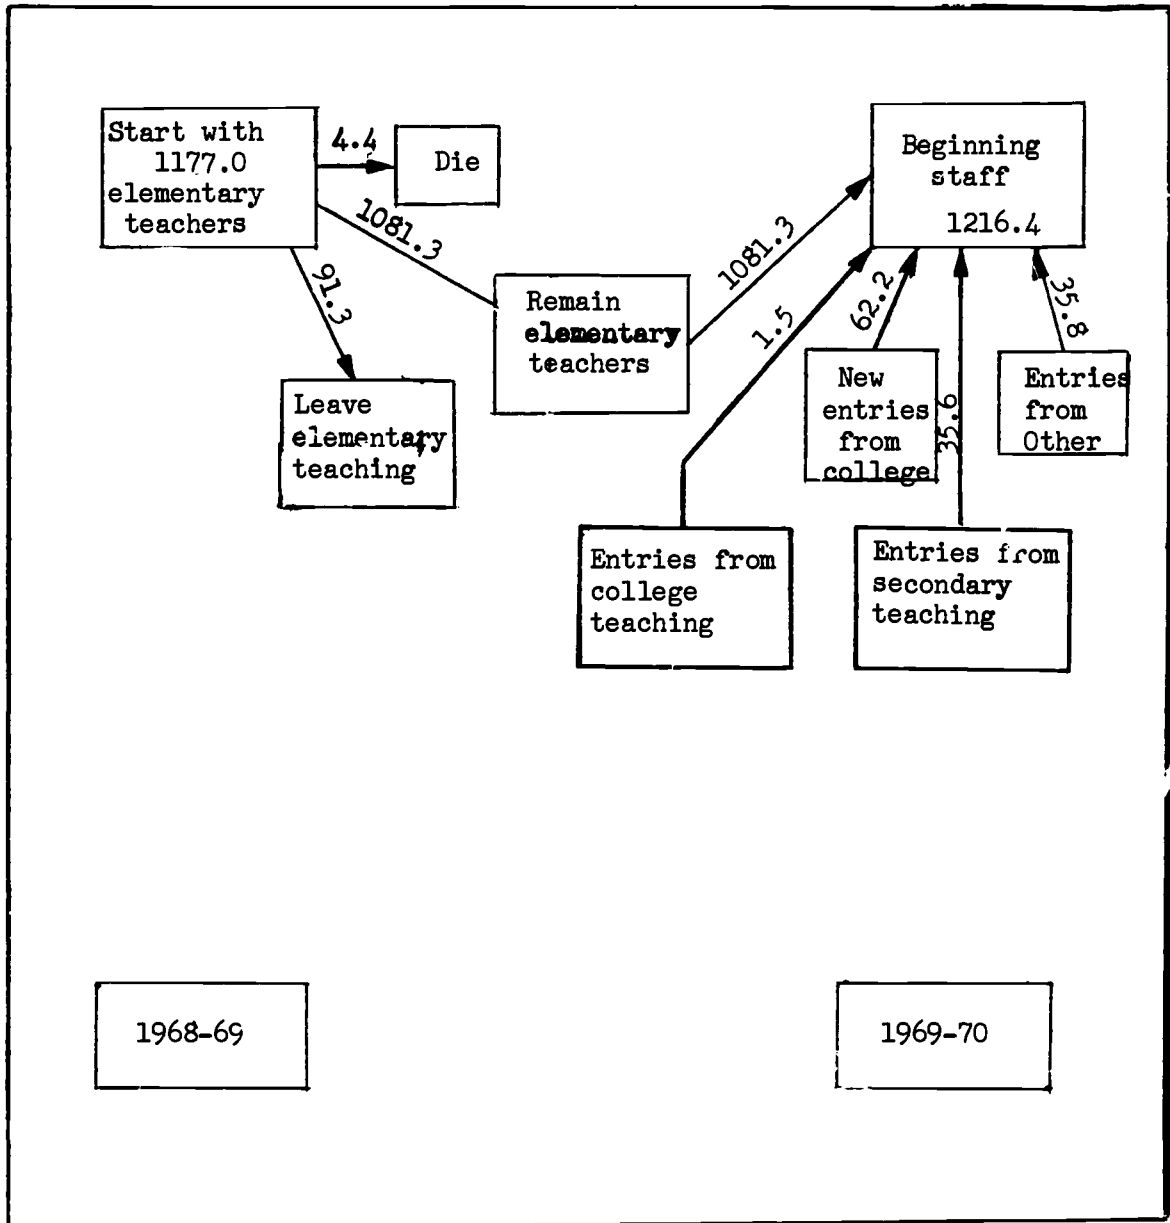 Start with
1177.0
elementary
teachers
4.4
Die
1081.3
91.3
Remain
elementary
teachers
Leave
elementary
teaching
1081.3
Beginning
staff
1216.4
1.5
62.2
35.6
35.8
New
entries
from
college
Entries
from
Other
Entries from
college
teaching
Entries from
secondary
teaching
1968-69
1969-70